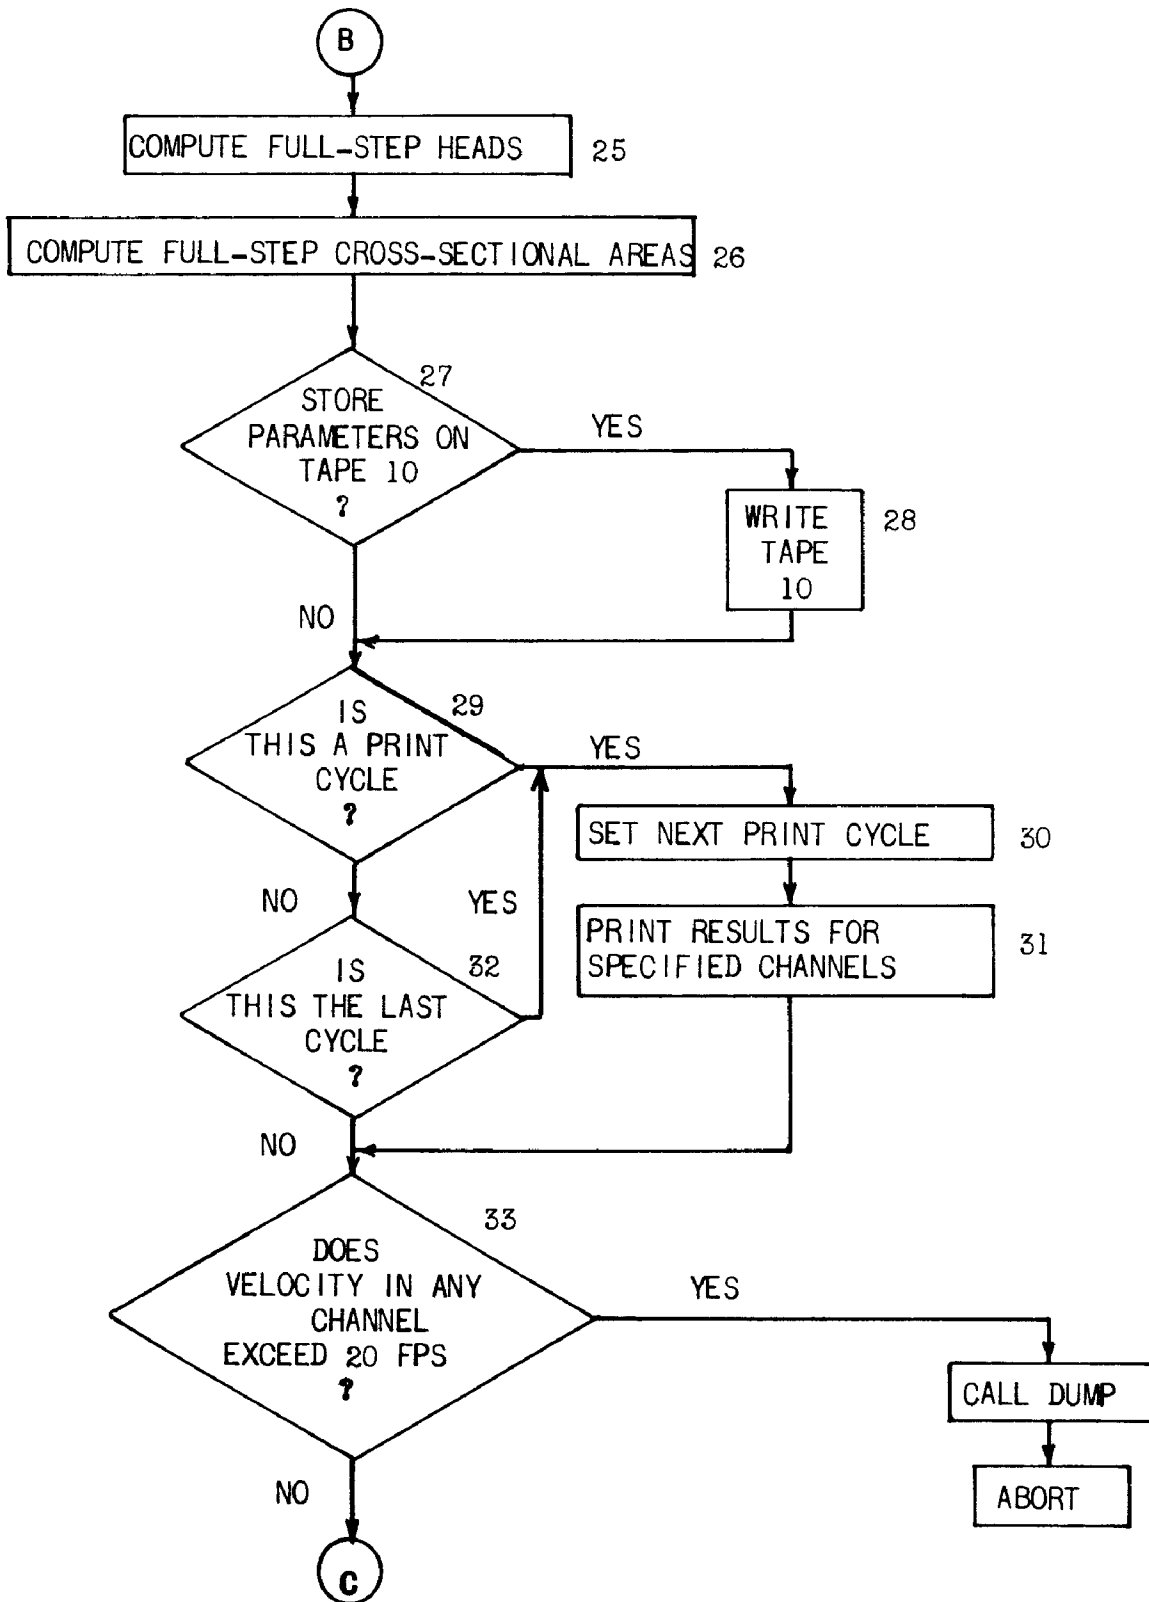 B
COMPUTE FULL-STEP HEADS
25
COMPUTE FULL-STEP CROSS-SECTIONAL AREAS
26
27
STORE
PARAMETERS ON
TAPE 10
?
YES
WRITE
TAPE
10
28
NO
29
IS
THIS A PRINT
CYCLE
?
YES
SET NEXT PRINT CYCLE
30
NO
YES
PRINT RESULTS FOR
SPECIFIED CHANNELS
31
32
IS
THIS THE LAST
CYCLE
?
NO
33
DOES
VELOCITY IN ANY
CHANNEL
EXCEED 20 FPS
?
YES
CALL DUMP
ABORT
NO
C